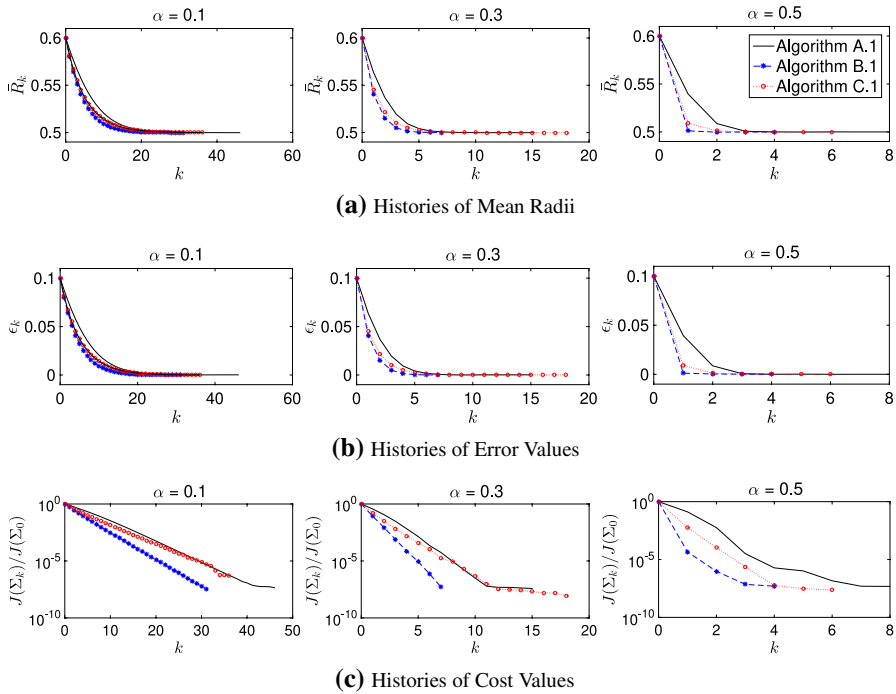 α = 0.1
α = 0.3
α = 0.5
0.6
0.55
0.5
R̄ₖ
0 20 40 60
k
0.6
0.55
0.5
R̄ₖ
0 5 10 15 20
k
0.6
0.55
0.5
R̄ₖ
0 2 4 6 8
k
Algorithm A.1
Algorithm B.1
Algorithm C.1
(a) Histories of Mean Radii
α = 0.1
α = 0.3
α = 0.5
0.1
0.05
0
ϵₖ
0 20 40 60
k
0.1
0.05
0
ϵₖ
0 5 10 15 20
k
0.1
0.05
0
ϵₖ
0 2 4 6 8
k
(b) Histories of Error Values
α = 0.1
α = 0.3
α = 0.5
10⁰
10⁻⁵
10⁻¹⁰
J(Σₖ)/J(Σ₀)
0 10 20 30 40 50
k
10⁰
10⁻⁵
10⁻¹⁰
J(Σₖ)/J(Σ₀)
0 5 10 15 20
k
10⁰
10⁻⁵
10⁻¹⁰
J(Σₖ)/J(Σ₀)
0 2 4 6 8
k
(c) Histories of Cost Values